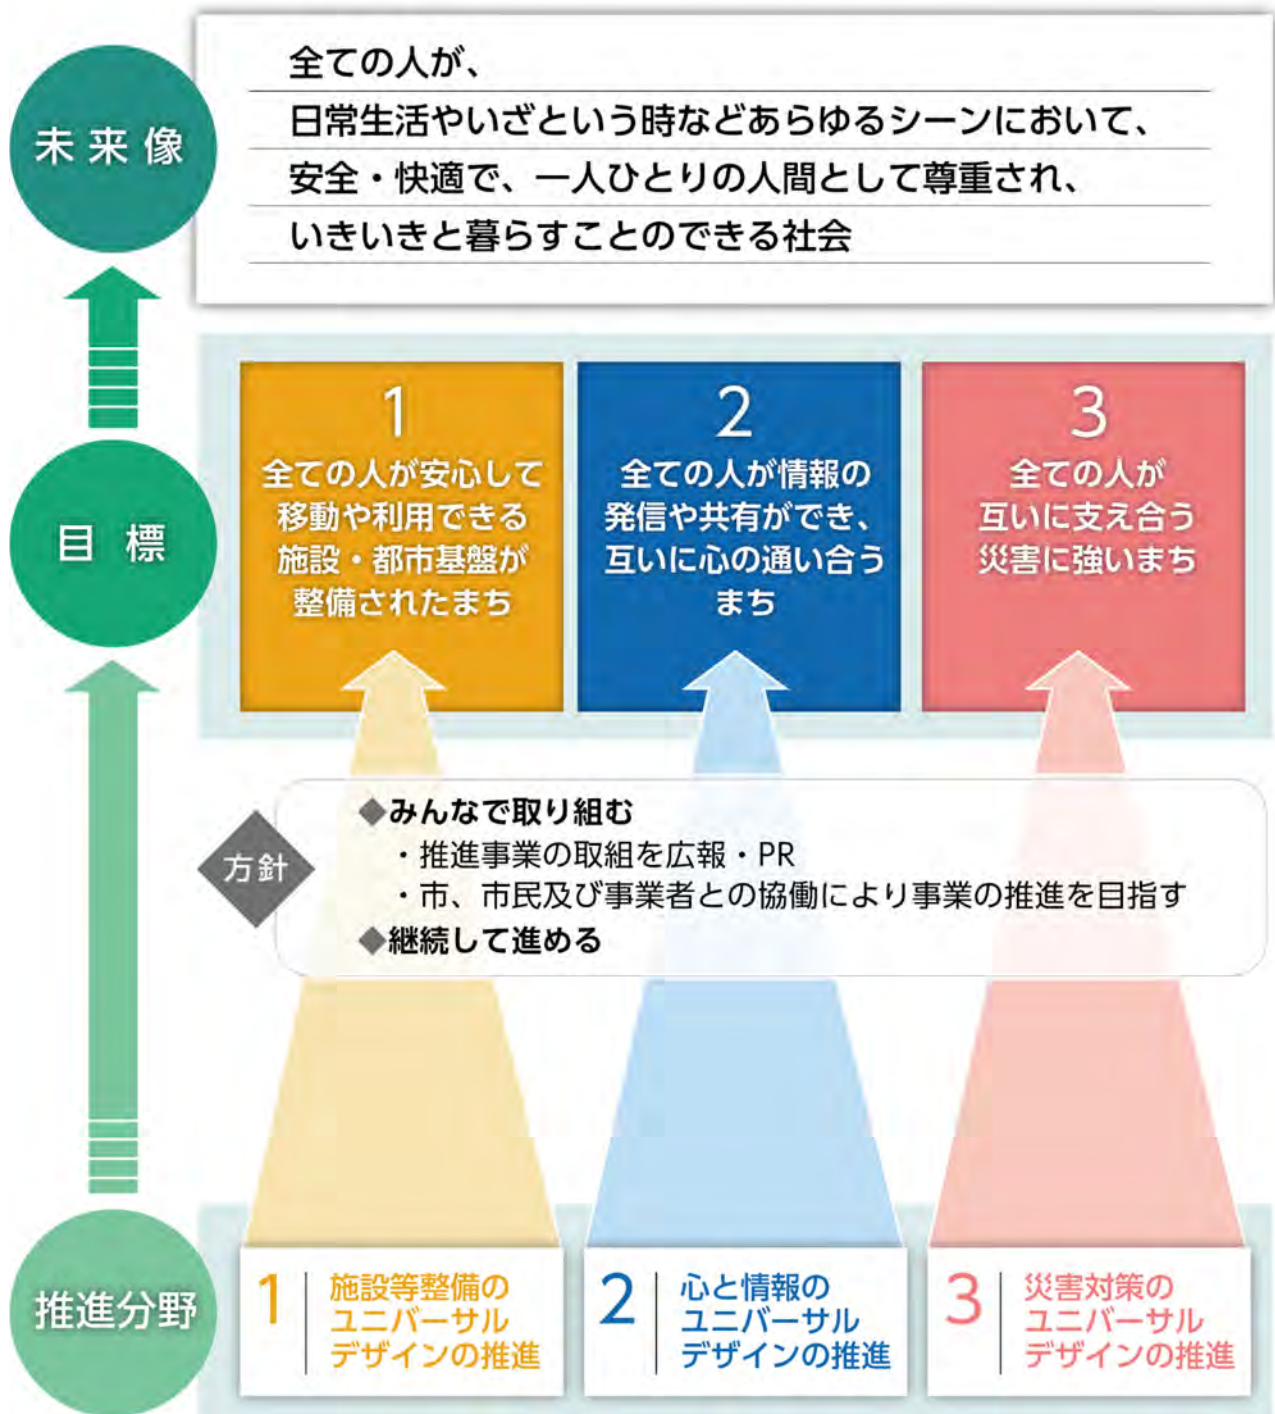 未来像
全ての人が、
日常生活やいざという時などあらゆるシーンにおいて、
安全・快適で、一人ひとりの人間として尊重され、
いきいきと暮らすことのできる社会
目標
1
全ての人が安心して
移動や利用できる
施設・都市基盤が
整備されたまち
2
全ての人が情報の
発信や共有ができ、
互いに心の通い合う
まち
3
全ての人が
互いに支え合う
災害に強いまち
方針
◆みんなで取り組む
・推進事業の取組を広報・PR
・市、市民及び事業者との協働により事業の推進を目指す
◆継続して進める
推進分野
1
施設等整備の
ユニバーサル
デザインの推進
2
心と情報の
ユニバーサル
デザインの推進
3
災害対策の
ユニバーサル
デザインの推進